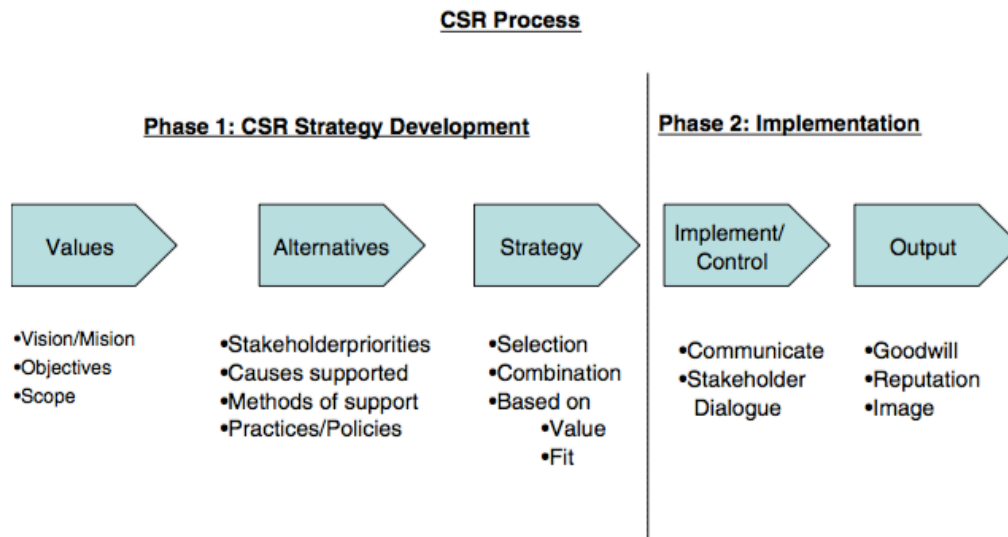 CSR Process
Phase 1: CSR Strategy Development
Phase 2: Implementation
Values
Alternatives
Strategy
Implement/
Control
Output
•Vision/Mision
•Objectives
•Scope
•Stakeholderpriorities
•Causes supported
•Methods of support
•Practices/Policies
•Selection
•Combination
•Based on
•Value
•Fit
•Communicate
•Stakeholder
Dialogue
•Goodwill
•Reputation
•Image